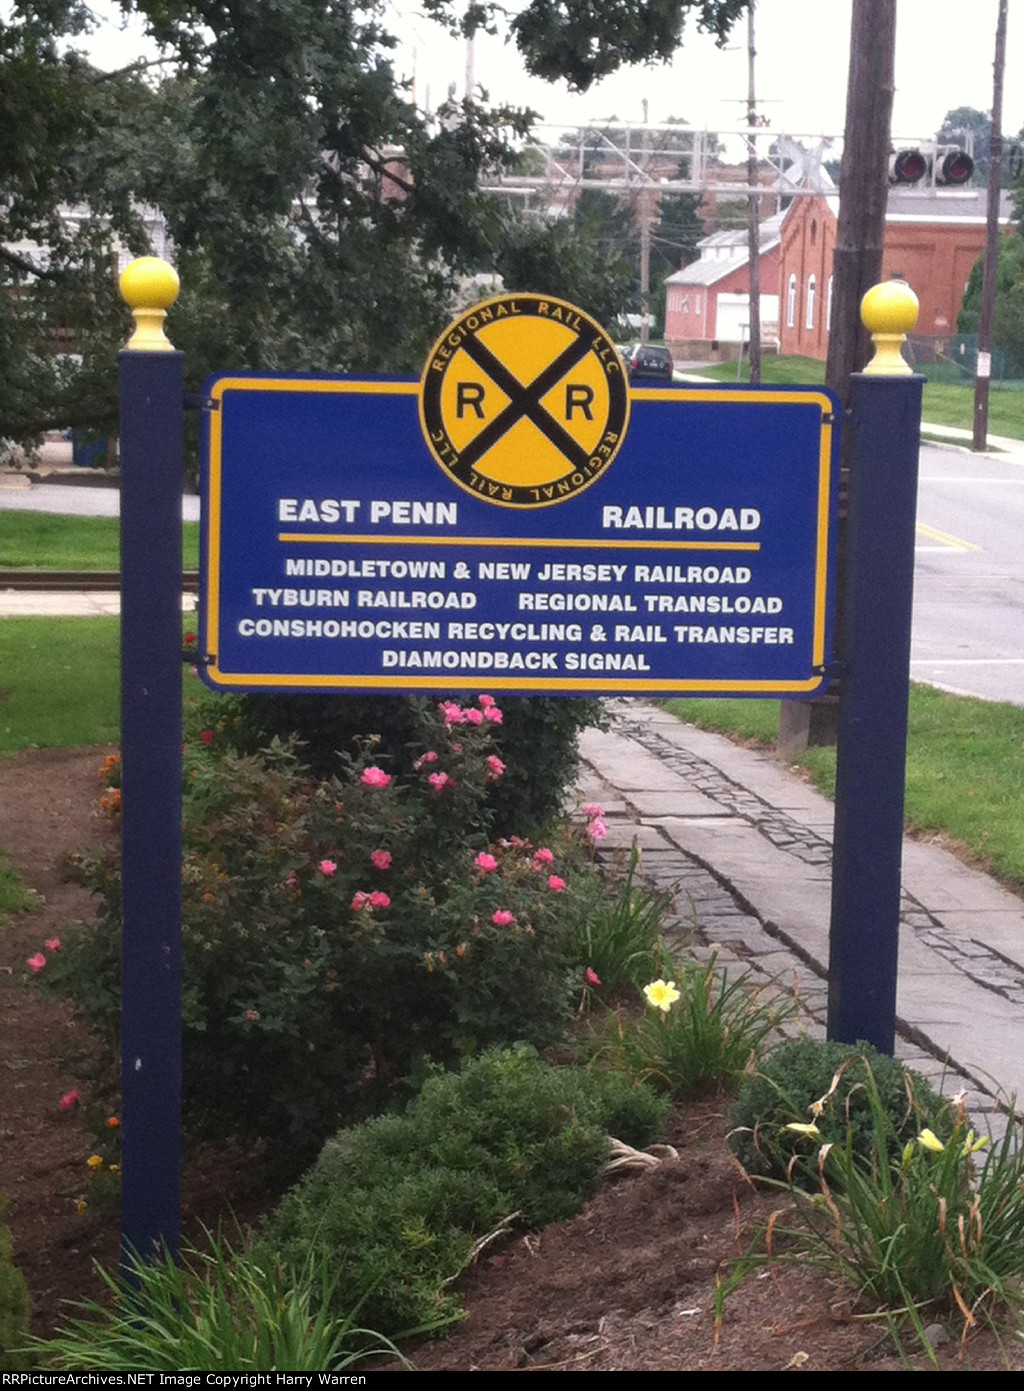 REGIONAL RAIL LLC
R R
REGIONAL RAIL LLC
EAST PENN RAILROAD
MIDDLETOWN & NEW JERSEY RAILROAD
TYBURN RAILROAD REGIONAL TRANSLOAD
CONSHOHOCKEN RECYCLING & RAIL TRANSFER
DIAMONDBACK SIGNAL
RRPictureArchives.NET Image Copyright Harry Warren